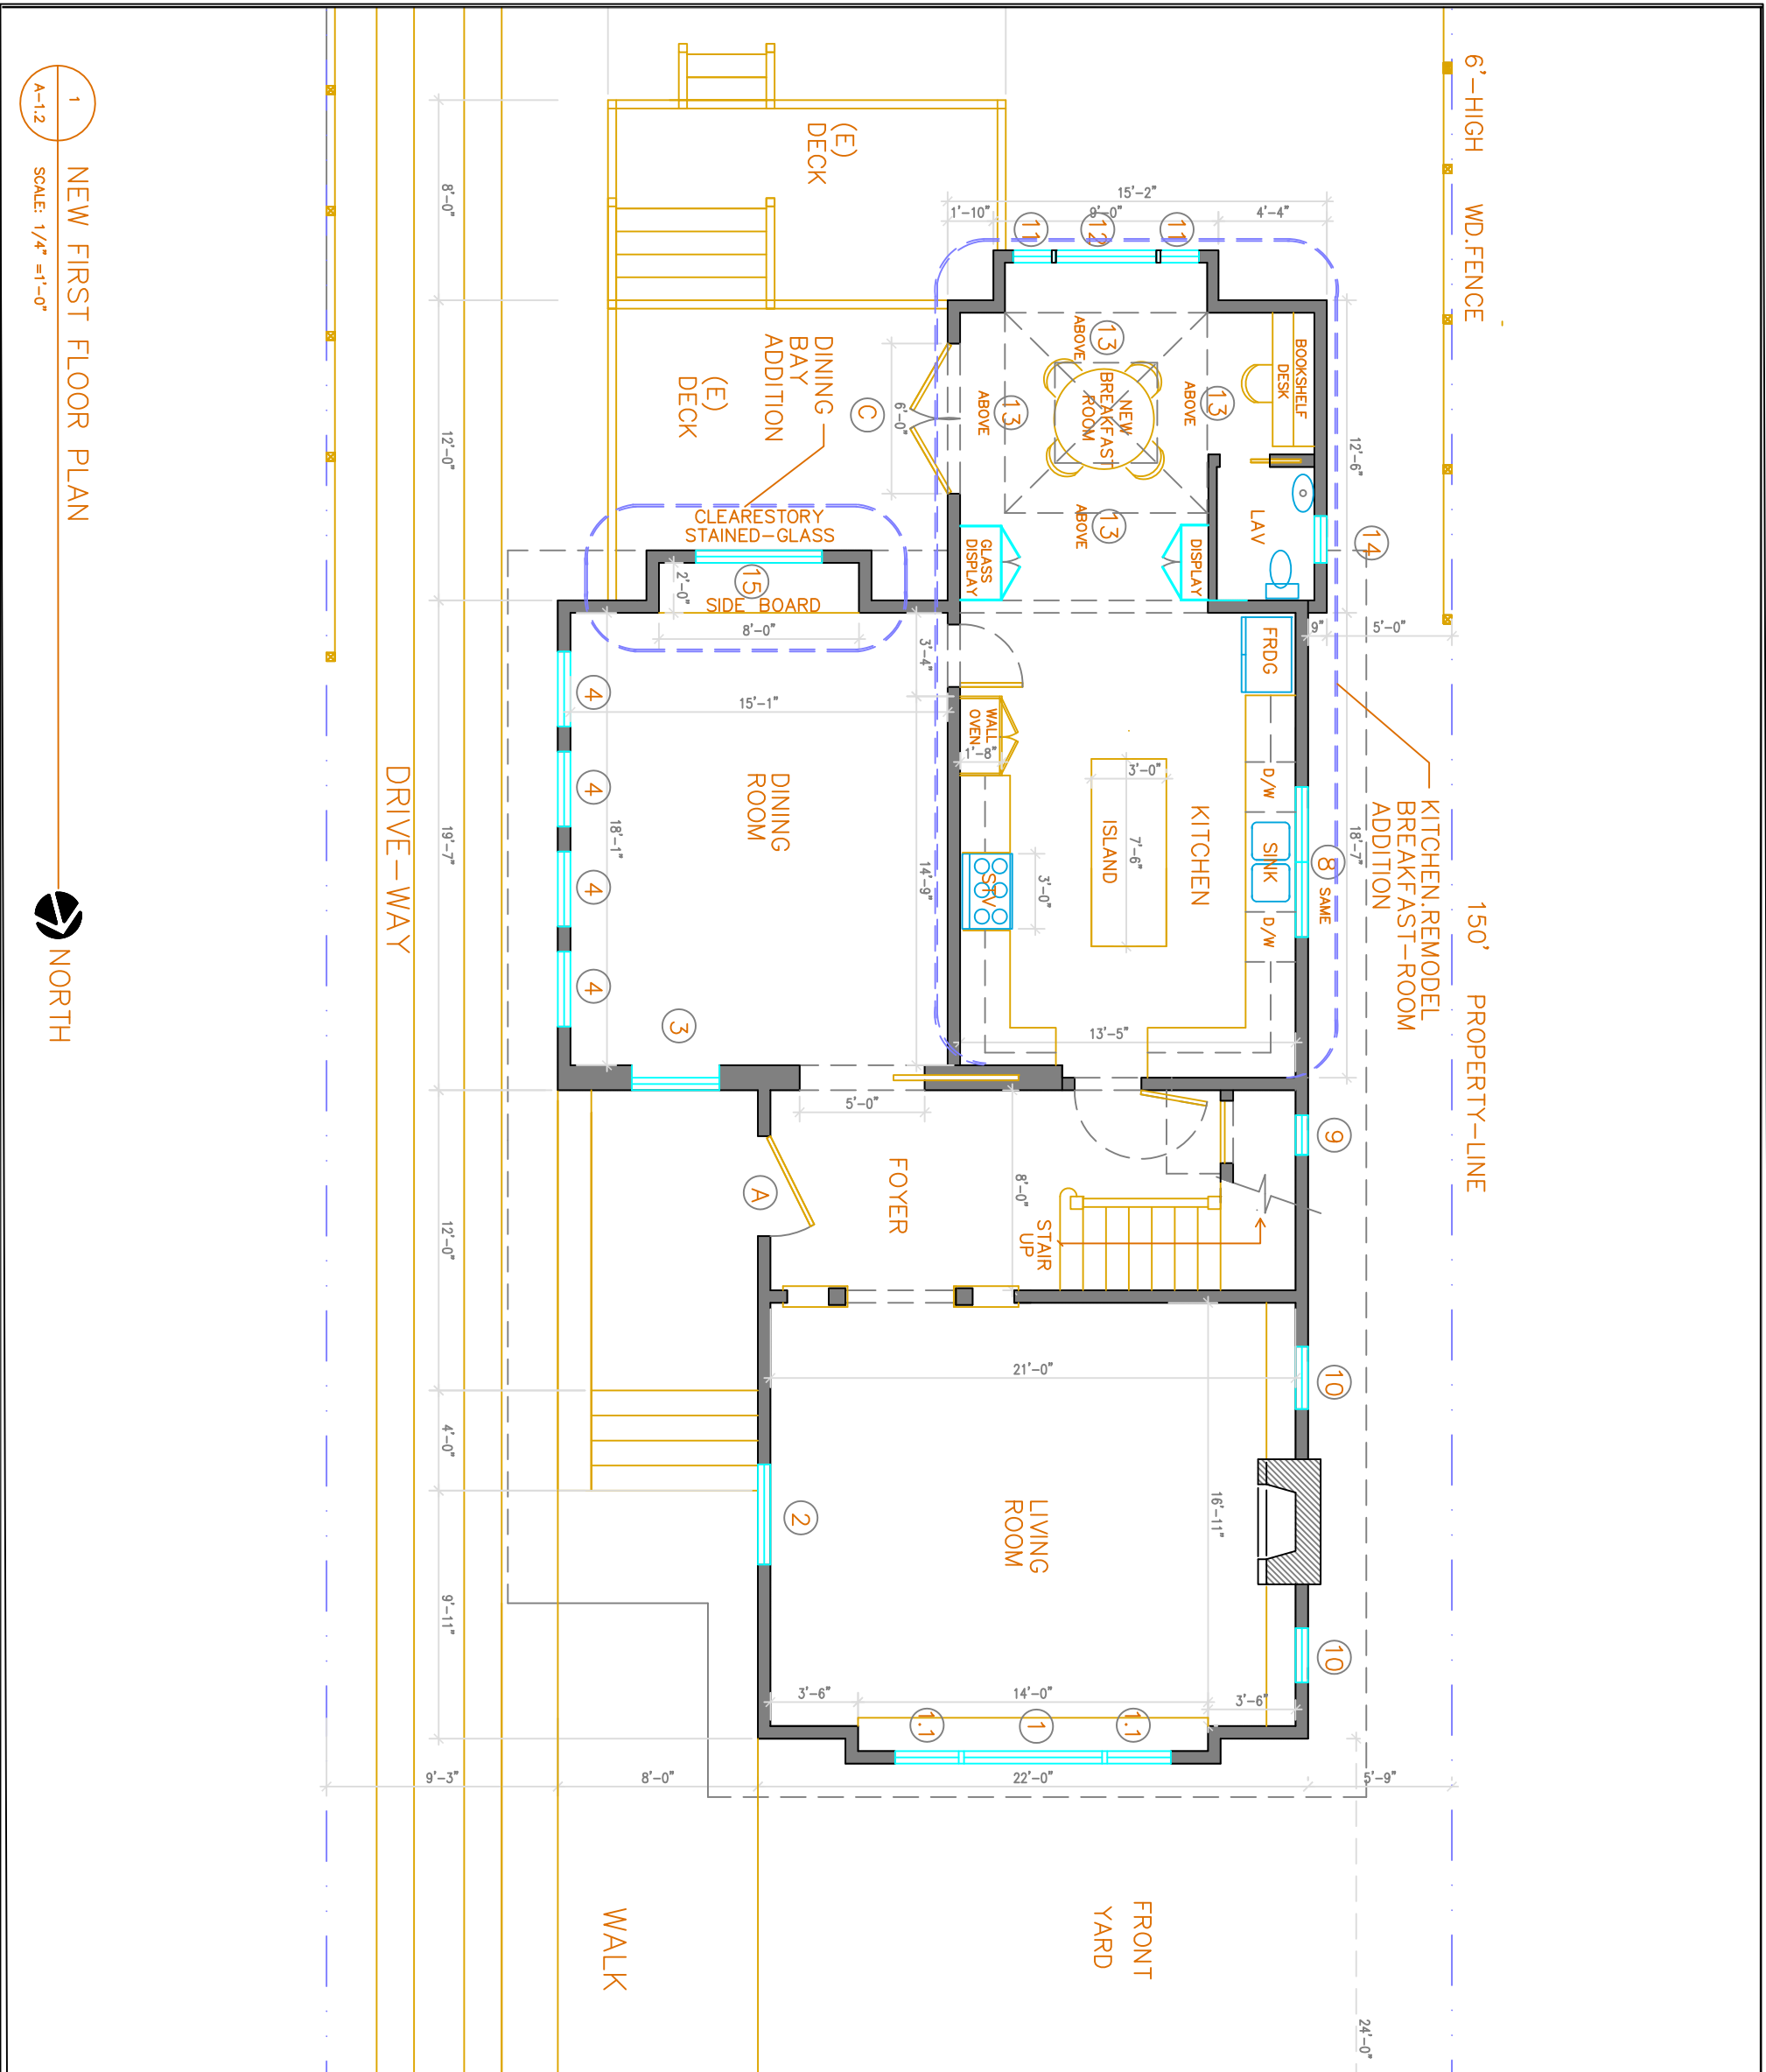 6'-HIGH WD.FENCE
150' PROPERTY-LINE
KITCHEN.REMODEL
BREAKFAST-ROOM
ADDITION
24'-0"
5'-0"
9"
5'-9"
12'-6"
18'-7"
14
8 SAME
9
10
10
15'-2"
1'-10"
9'-0"
4'-4"
11
12
11
BOOKSHELF
DESK
LAV
13
ABOVE
13
ABOVE
13
ABOVE
13
ABOVE
NEW
BREAKFAST
ROOM
DISPLAY
GLASS
DISPLAY
FRDG
D/W
SINK
D/W
KITCHEN
ISLAND
3'-0"
7'-6"
WALL
OVEN
1'-8"
STV
3'-0"
13'-5"
STAIR
UP
8'-0"
FOYER
5'-0"
A
LIVING
ROOM
21'-0"
16'-11"
3'-6"
14'-0"
3'-6"
1.1
1
1.1
2
22'-0"
8'-0"
9'-3"
FRONT
YARD
WALK
(E)
DECK
C
6'-0"
DINING
BAY
ADDITION
(E)
DECK
CLEARESTORY
STAINED-GLASS
15
2'-0"
SIDE BOARD
8'-0"
3'-4"
14'-9"
15'-1"
DINING
ROOM
18'-1"
3
4
4
4
4
8'-0"
12'-0"
19'-7"
12'-0"
4'-0"
9'-11"
DRIVE-WAY
1
A-1.2
NEW FIRST FLOOR PLAN
SCALE: 1/4" =1'-0"
NORTH